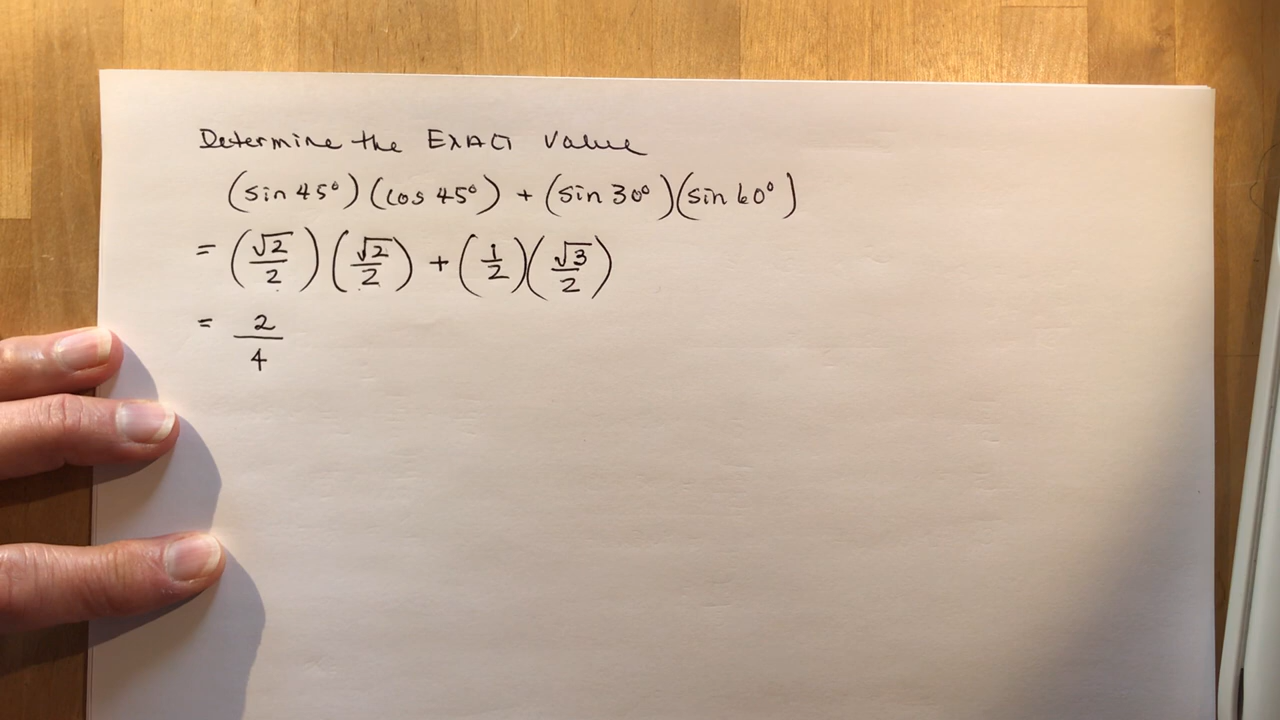 Determine the EXACT Value
(sin 45°)(cos 45°) + (sin 30°)(sin 60°)
= (√2/2)(√2/2) + (1/2)(√3/2)
= 2/4